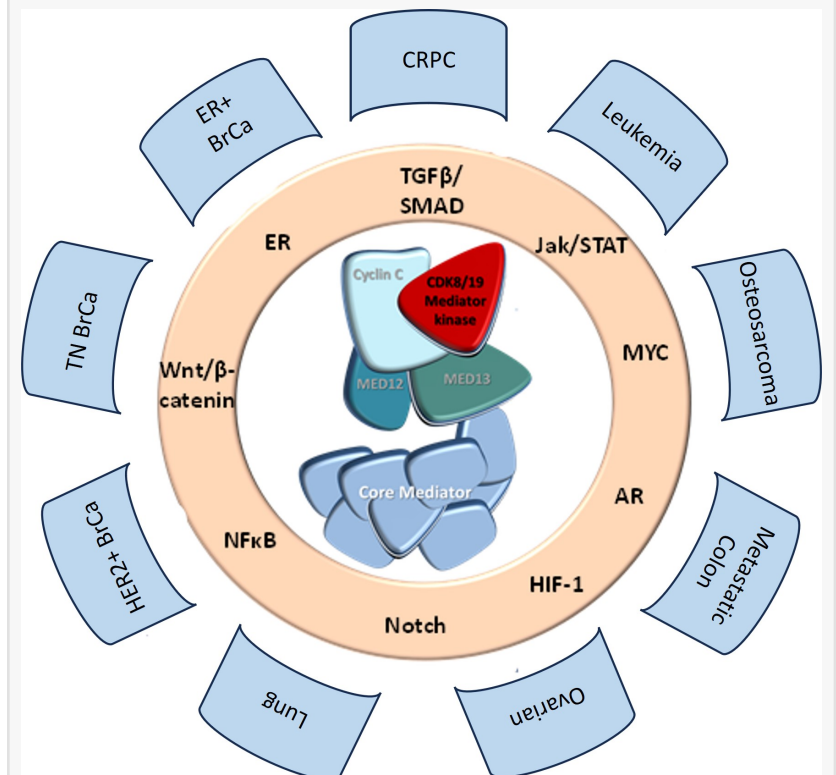 CRPC
Leukemia
Osteosarcoma
Metastatic
Colon
Ovarian
Lung
HER2+ BrCa
TN BrCa
ER+
BrCa
TGFβ/
SMAD
Jak/STAT
MYC
AR
HIF-1
Notch
NFκB
Wnt/β-
catenin
ER
Cyclin C
CDK8/19
Mediator
kinase
MED12
MED13
Core Mediator